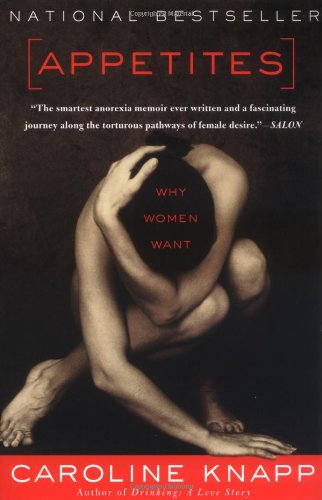 NATIONAL BESTSELLER
[APPETITES]
"The smartest anorexia memoir ever written and a fascinating
journey along the torturous pathways of female desire."—SALON
WHY
WOMEN
WANT
CAROLINE KNAPP
Author of Drinking: A Love Story